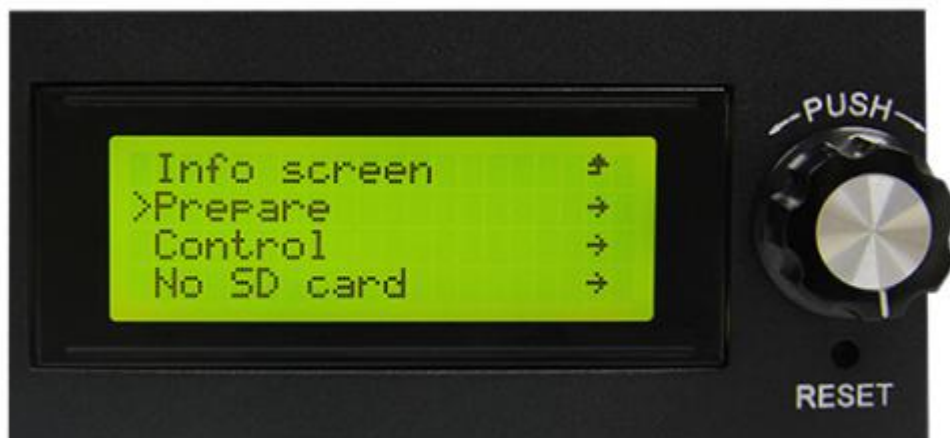 Info screen
>Prepare
Control
No SD card
PUSH
RESET